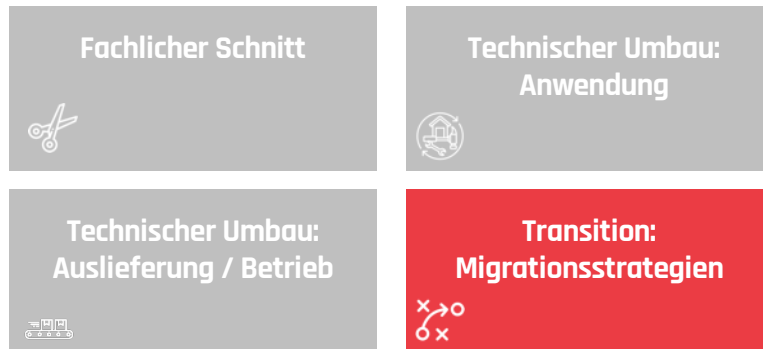 Fachlicher Schnitt
Technischer Umbau:
Anwendung
Technischer Umbau:
Auslieferung / Betrieb
Transition:
Migrationsstrategien